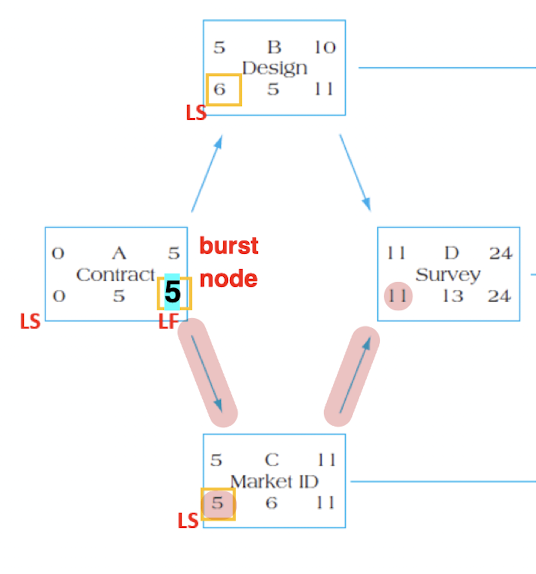 5 B 10
Design
6 5 11
LS
0 A 5
Contract
0 5 5
LS LF
burst
node
11 D 24
Survey
11 13 24
5 C 11
Market ID
5 6 11
LS